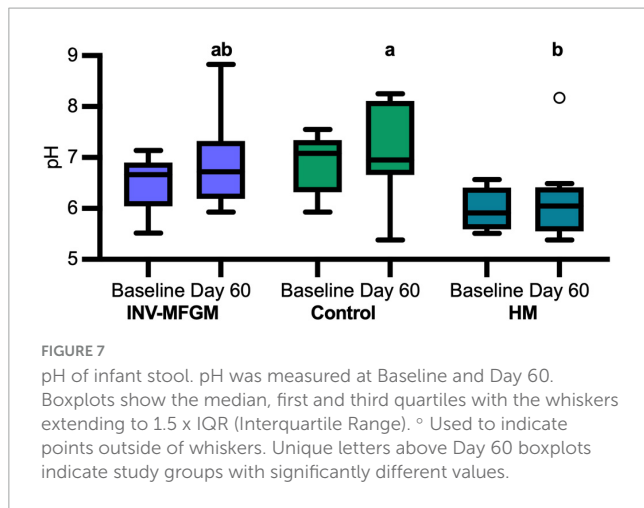 ab a b
9
8
7
6
5
pH
Baseline Day 60 Baseline Day 60 Baseline Day 60
INV-MFGM Control HM
FIGURE 7
pH of infant stool. pH was measured at Baseline and Day 60.
Boxplots show the median, first and third quartiles with the whiskers
extending to 1.5 x IQR (Interquartile Range). ° Used to indicate
points outside of whiskers. Unique letters above Day 60 boxplots
indicate study groups with significantly different values.